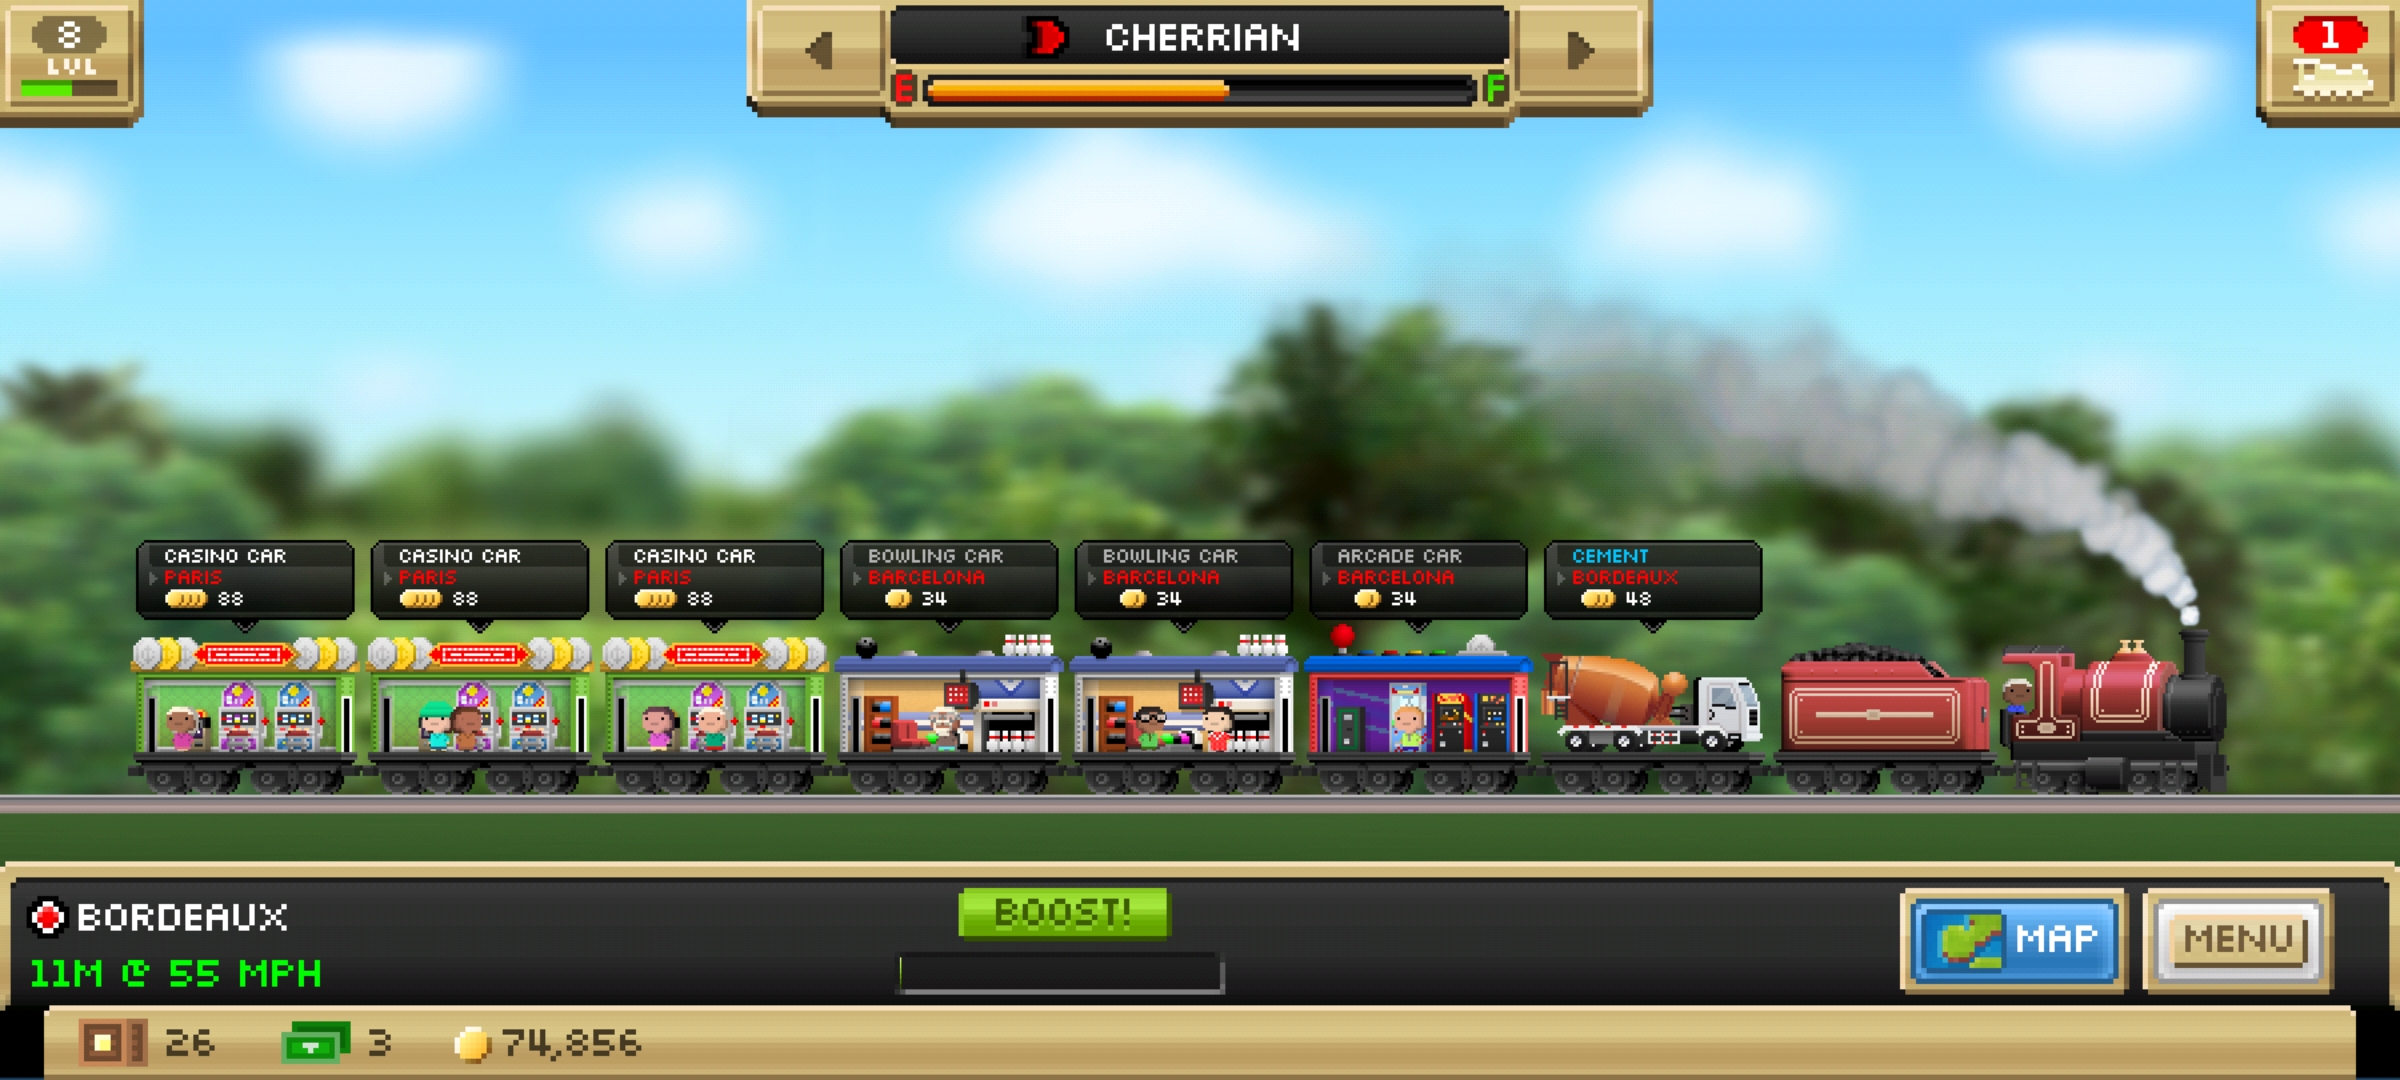 8
LVL
CHERRIAN
E F
1
CASINO CAR
PARIS
88
CASINO CAR
PARIS
88
CASINO CAR
PARIS
88
BOWLING CAR
BARCELONA
34
BOWLING CAR
BARCELONA
34
ARCADE CAR
BARCELONA
34
CEMENT
BORDEAUX
48
BORDEAUX
11M @ 55 MPH
BOOST!
MAP
MENU
26
3
74,856